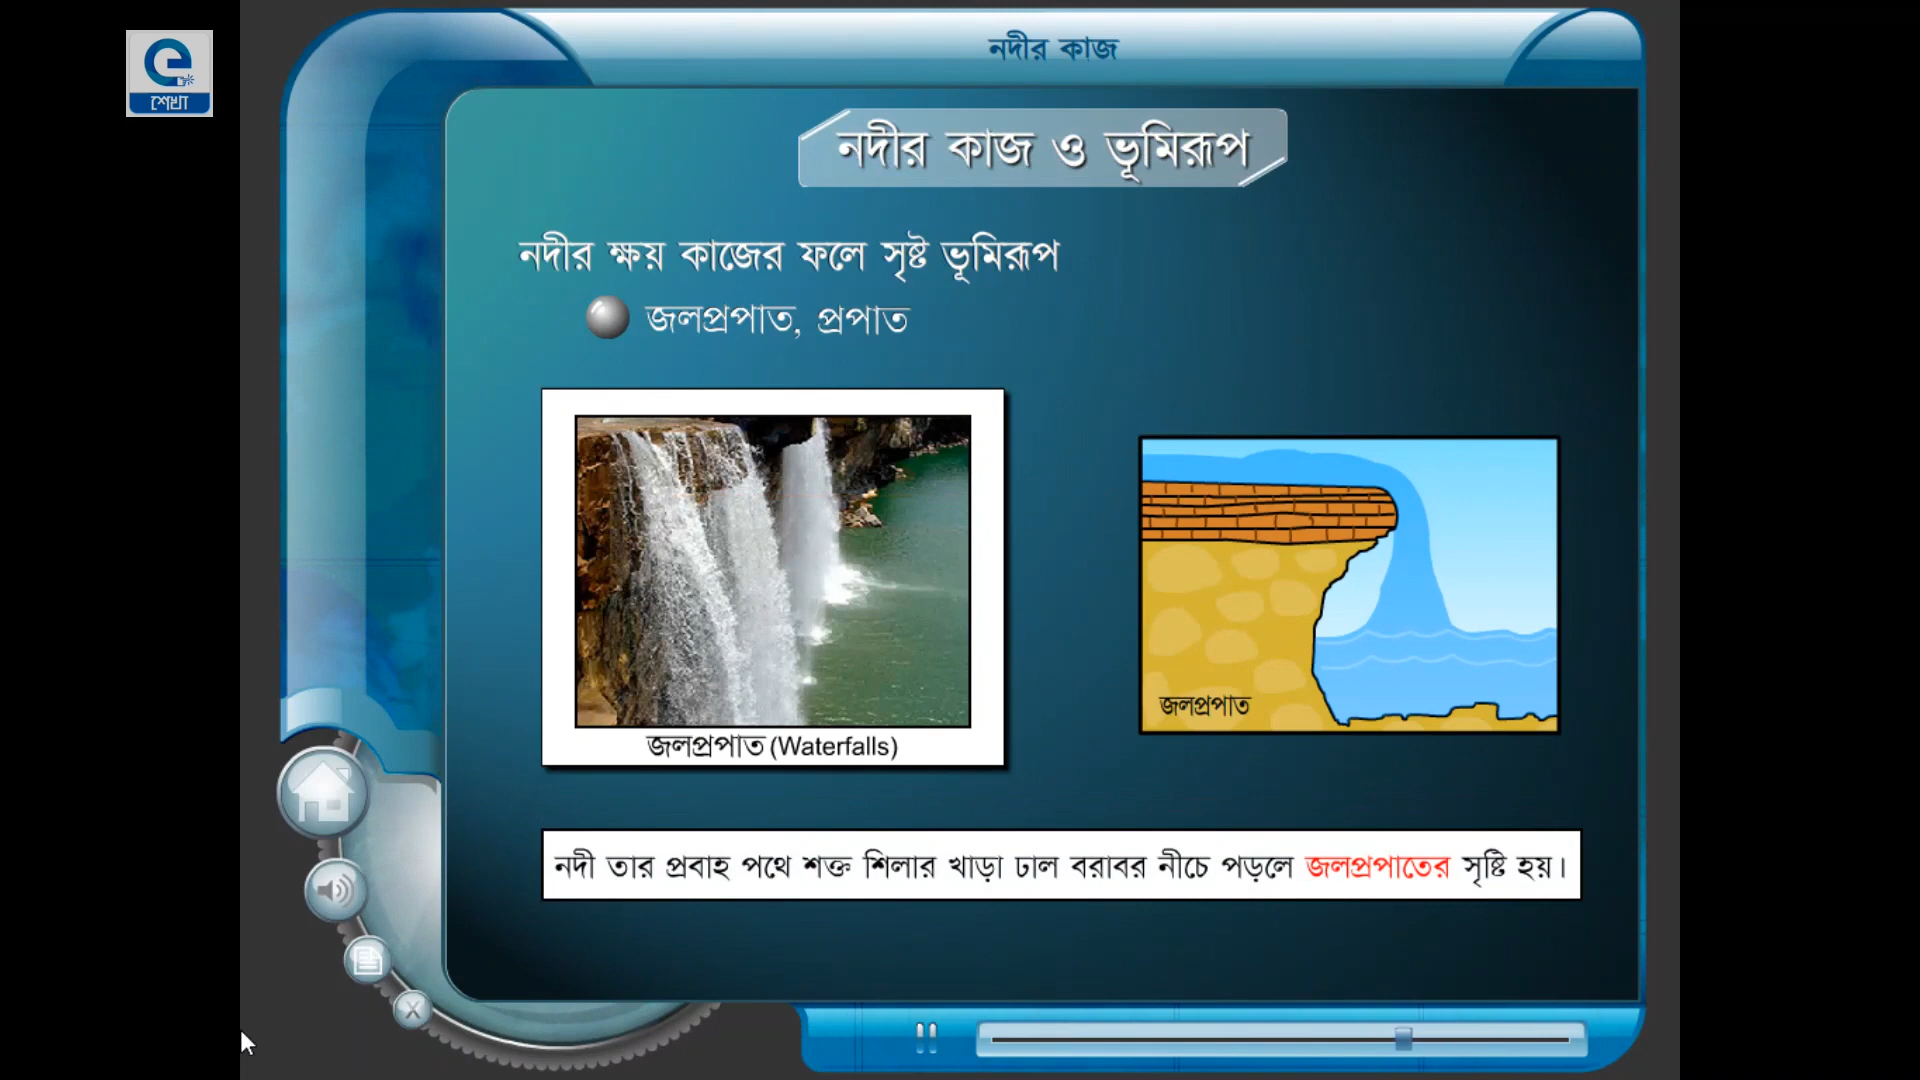 শেখা
নদীর কাজ
নদীর কাজ ও ভূমিরূপ
নদীর ক্ষয় কাজের ফলে সৃষ্ট ভূমিরূপ
জলপ্রপাত, প্রপাত
জলপ্রপাত (Waterfalls)
জলপ্রপাত
নদী তার প্রবাহ পথে শক্ত শিলার খাড়া ঢাল বরাবর নীচে পড়লে জলপ্রপাতের সৃষ্টি হয়।